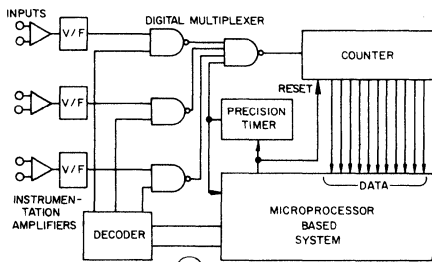 INPUTS
DIGITAL MULTIPLEXER
V/F
COUNTER
RESET
V/F
PRECISION
TIMER
V/F
DATA
INSTRUMEN-
TATION
AMPLIFIERS
DECODER
MICROPROCESSOR
BASED
SYSTEM